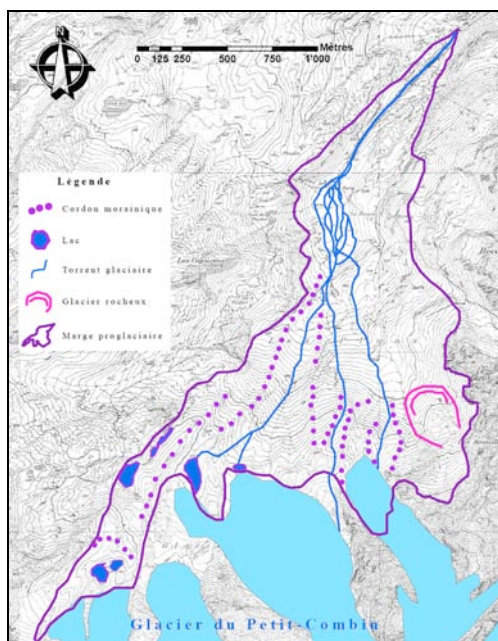 Mètres
0 125 250 500 750 1'000
Légende
Cordon morainique
Lac
Torrent glaciaire
Glacier rocheux
Marge proglaciaire
Glacier du Petit-Combin